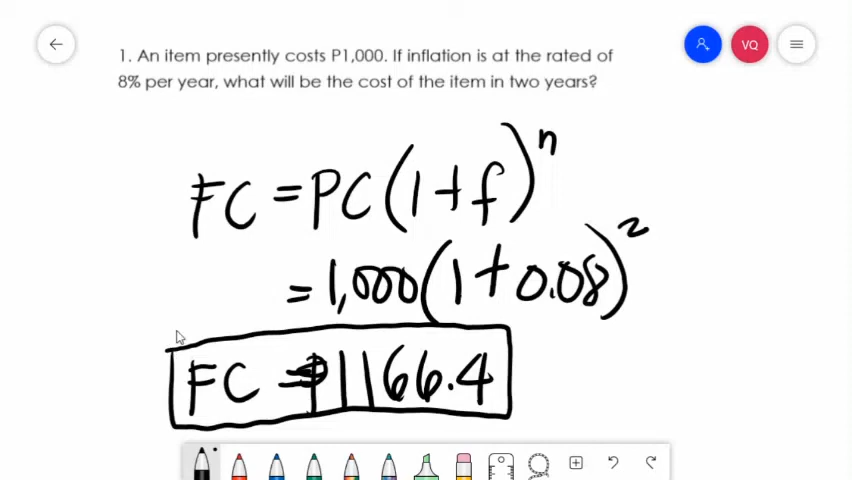 VQ
1. An item presently costs P1,000. If inflation is at the rated of
8% per year, what will be the cost of the item in two years?
FC = PC(1+f)^n
= 1,000(1+0.08)^2
FC = ₱1166.4